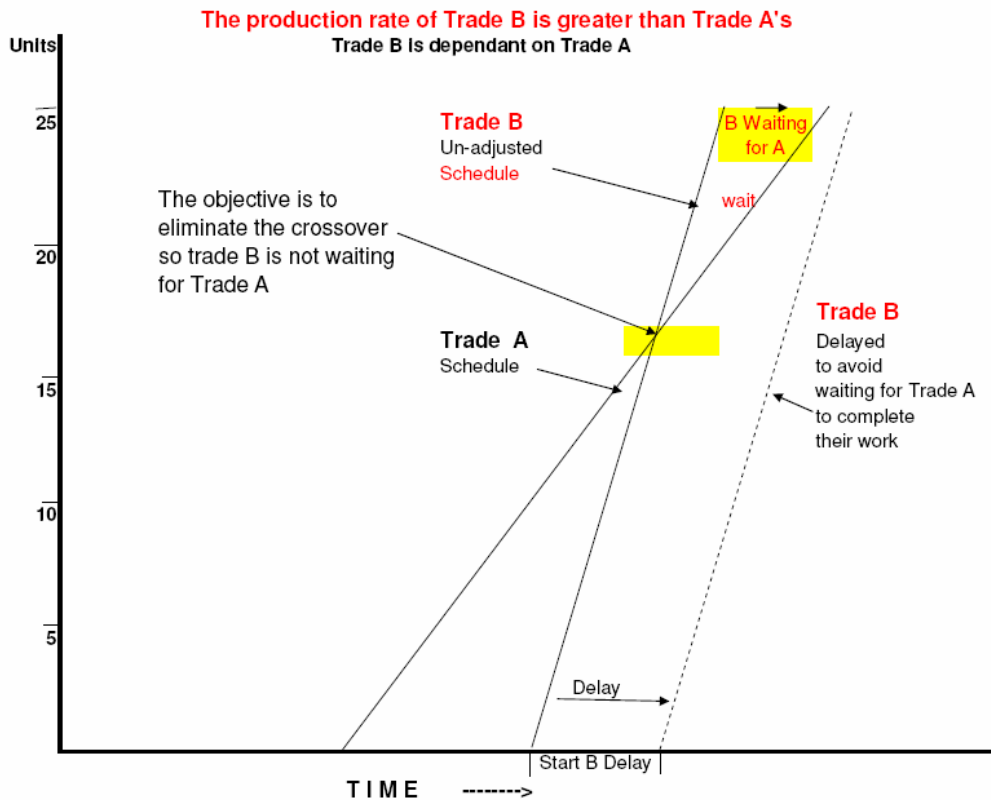 The production rate of Trade B is greater than Trade A's
Units
Trade B is dependant on Trade A
25
Trade B
Un-adjusted
Schedule
B Waiting
for A
wait
The objective is to
eliminate the crossover
so trade B is not waiting
for Trade A
20
Trade A
Schedule
Trade B
Delayed
to avoid
waiting for Trade A
to complete
their work
15
10
5
Delay
Start B Delay
TIME -------->